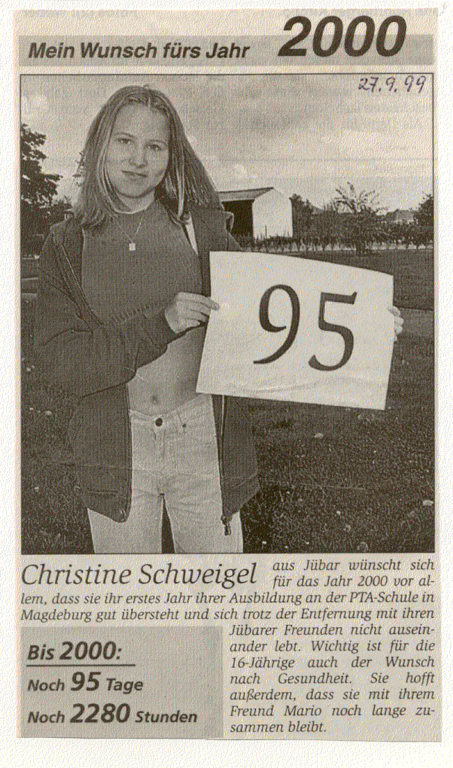 Mein Wunsch fürs Jahr 2000
27.9.99
95
Christine Schweigel aus Jübar wünscht sich
für das Jahr 2000 vor al-
lem, dass sie ihr erstes Jahr ihrer Ausbildung an der PTA-Schule in
Magdeburg gut übersteht und sich trotz der Entfernung mit ihren
Jübarer Freunden nicht ausein-
ander lebt. Wichtig ist für die
16-Jährige auch der Wunsch
nach Gesundheit. Sie hofft
außerdem, dass sie mit ihrem
Freund Mario noch lange zu-
sammen bleibt.
Bis 2000:
Noch 95 Tage
Noch 2280 Stunden